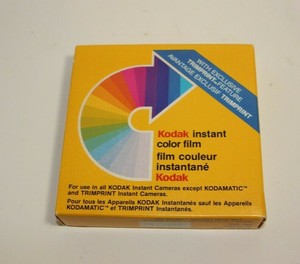 WITH EXCLUSIVE
TRIMPRINT FEATURE
AVANTAGE EXCLUSIF TRIMPRINT
Kodak instant
color film
film couleur
instantané
Kodak
For use in all KODAK Instant Cameras except KODAMATIC™
and TRIMPRINT Instant Cameras.
Pour tous les Appareils KODAK Instantanés sauf les Appareils
KODAMATIC™ et TRIMPRINT Instantanés.